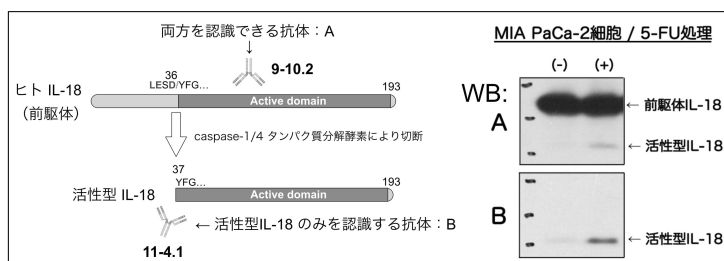 両方を認識できる抗体：A
9-10.2
36
LESD/YFG...
193
ヒト IL-18
（前駆体）
Active domain
caspase-1/4 タンパク質分解酵素により切断
37
YFG...
193
活性型 IL-18
Active domain
← 活性型IL-18 のみを認識する抗体：B
11-4.1
MIA PaCa-2細胞 / 5-FU処理
(-) (+)
WB:
A
← 前駆体IL-18
← 活性型IL-18
B
← 活性型IL-18